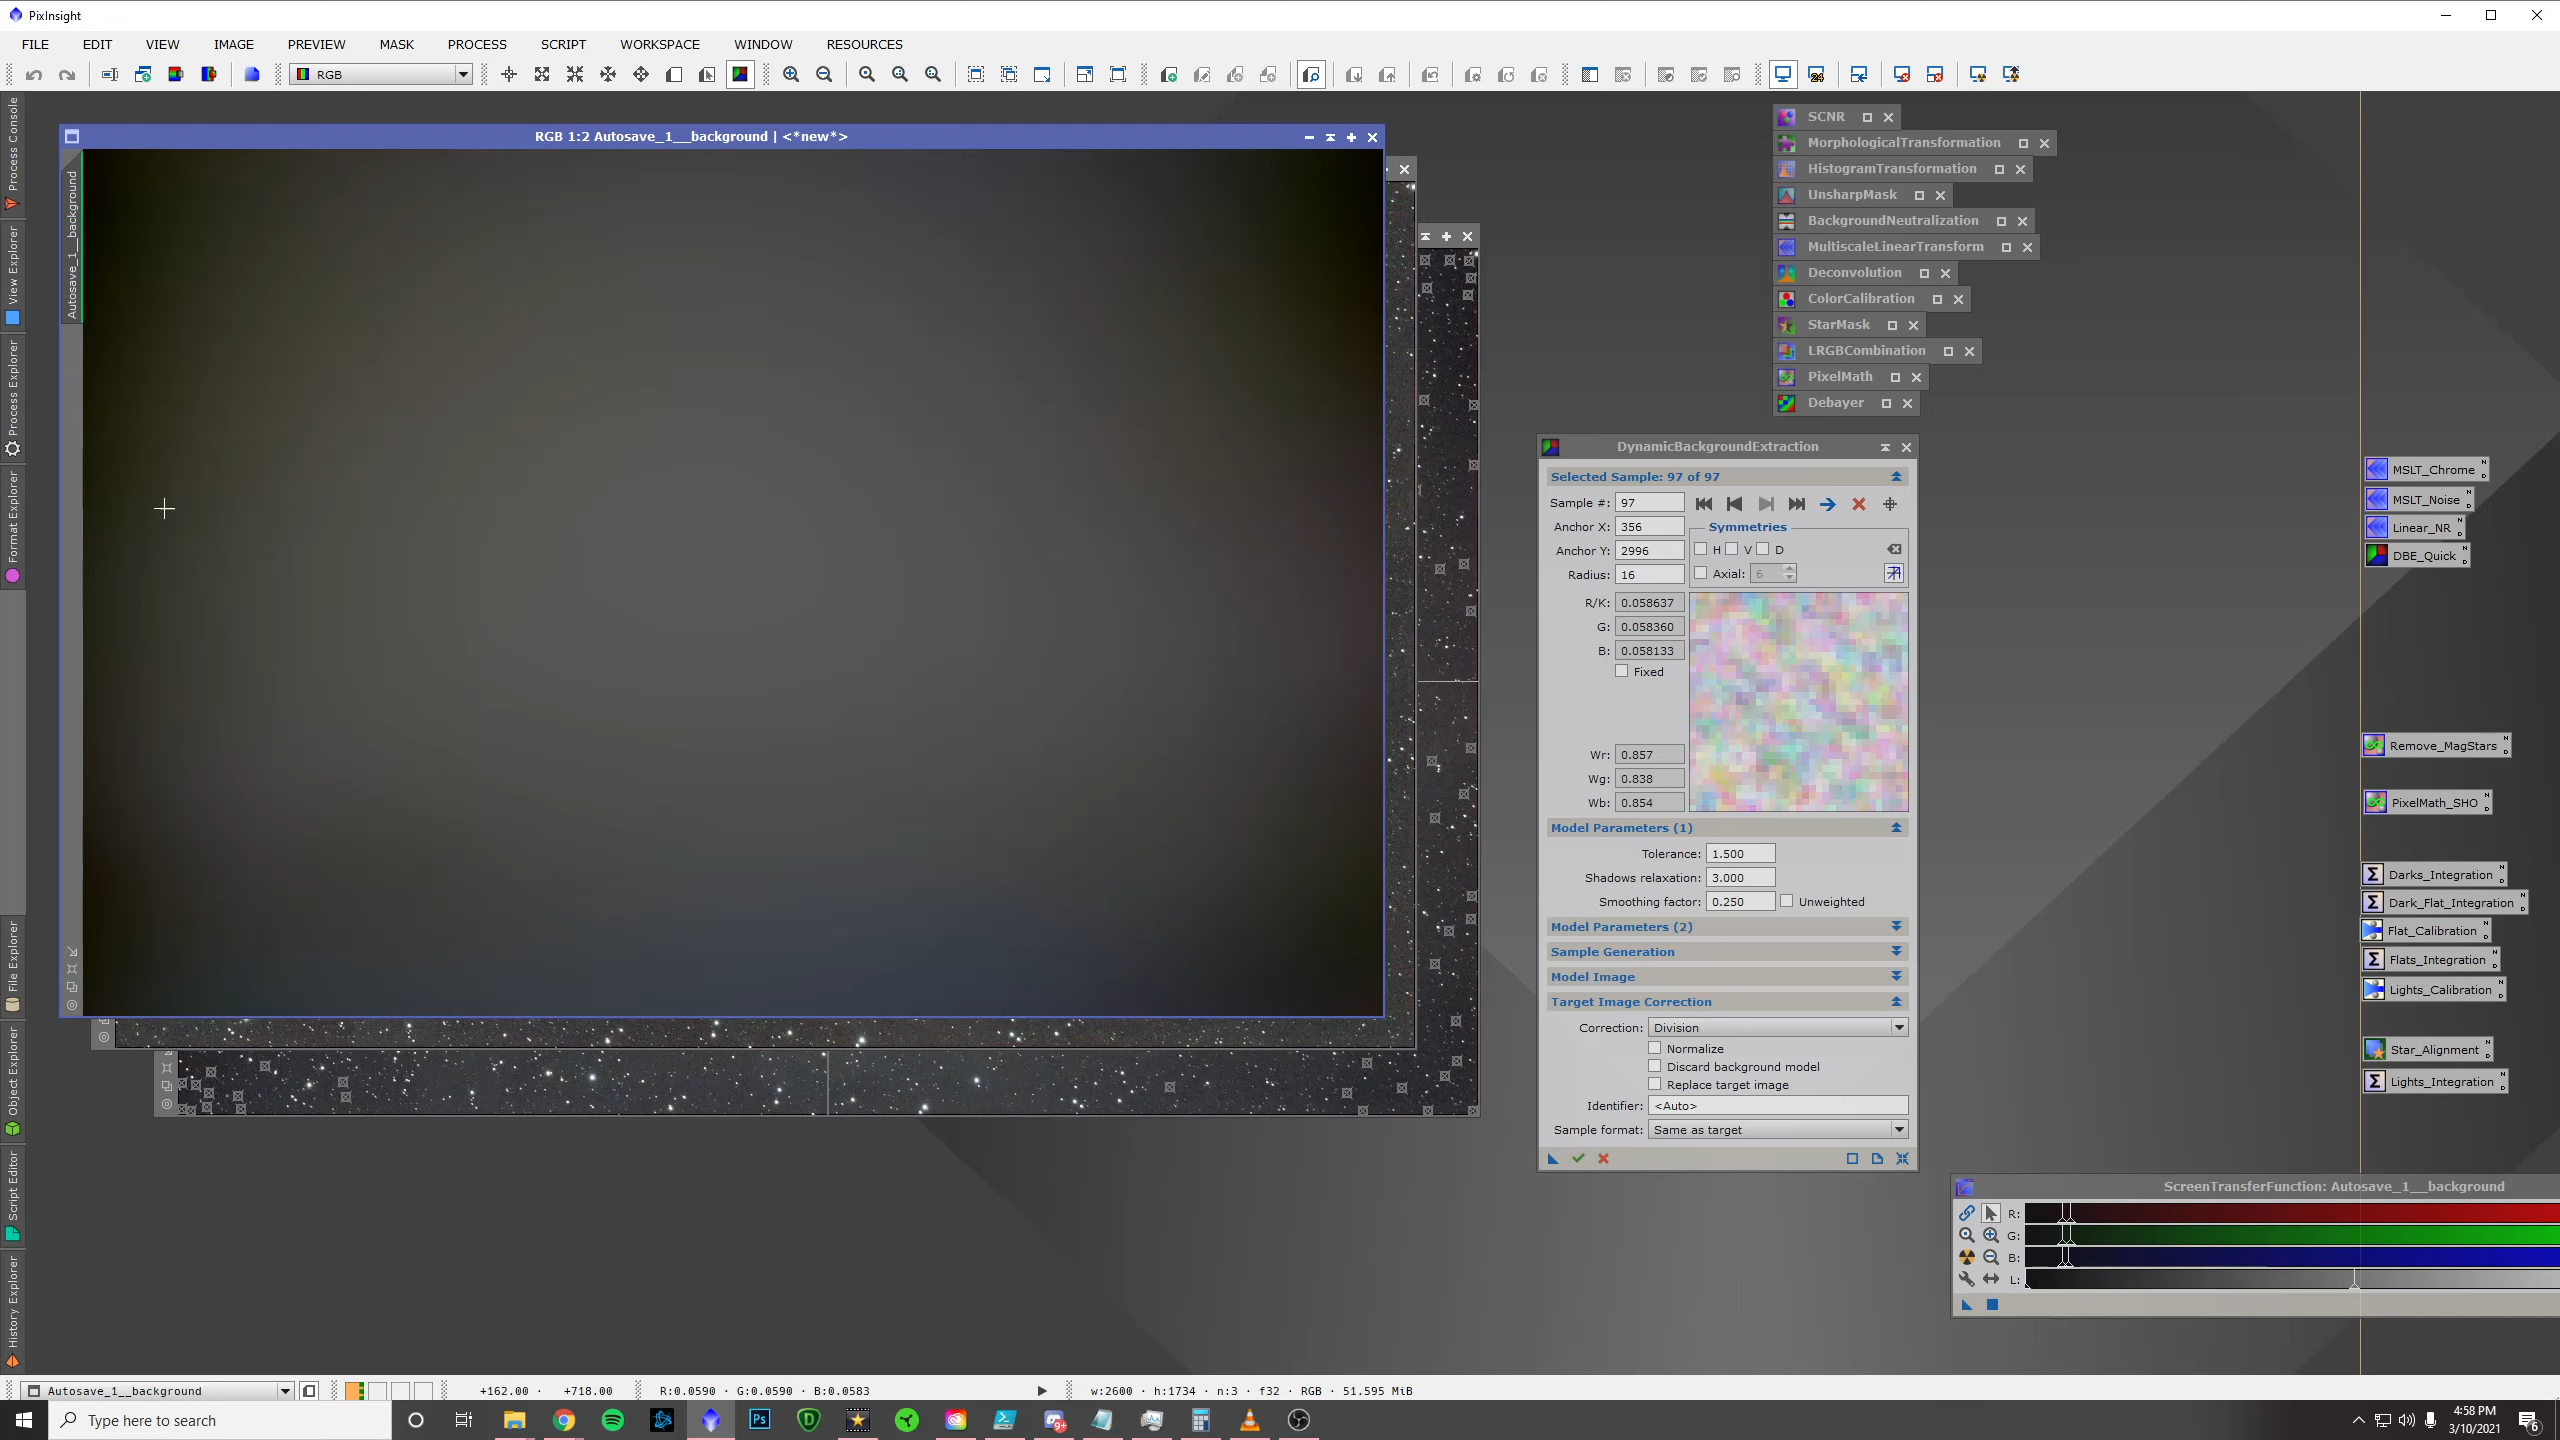 PixInsight
FILE EDIT VIEW IMAGE PREVIEW MASK PROCESS SCRIPT WORKSPACE WINDOW RESOURCES
RGB
24
RGB 1:2 Autosave_1__background | <*new*>
Autosave_1__background
Process Console
View Explorer
Process Explorer
Format Explorer
File Explorer
Object Explorer
Script Editor
History Explorer
SCNR
MorphologicalTransformation
HistogramTransformation
UnsharpMask
BackgroundNeutralization
MultiscaleLinearTransform
Deconvolution
ColorCalibration
StarMask
LRGBCombination
PixelMath
Debayer
DynamicBackgroundExtraction
Selected Sample: 97 of 97
Sample #: 97
Anchor X: 356
Symmetries
Anchor Y: 2996
H V D
Radius: 16
Axial: 6
R/K: 0.058637
G: 0.058360
B: 0.058133
Fixed
Wr: 0.857
Wg: 0.838
Wb: 0.854
Model Parameters (1)
Tolerance: 1.500
Shadows relaxation: 3.000
Smoothing factor: 0.250 Unweighted
Model Parameters (2)
Sample Generation
Model Image
Target Image Correction
Correction: Division
Normalize
Discard background model
Replace target image
Identifier: <Auto>
Sample format: Same as target
MSLT_Chrome
MSLT_Noise
Linear_NR
DBE_Quick
Remove_MagStars
PixelMath_SHO
Darks_Integration
Dark_Flat_Integration
Flat_Calibration
Flats_Integration
Lights_Calibration
Star_Alignment
Lights_Integration
ScreenTransferFunction: Autosave_1__background
R:
G:
B:
L:
Autosave_1__background
+162.00 · +718.00
R:0.0590 · G:0.0590 · B:0.0583
w:2600 · h:1734 · n:3 · f32 · RGB · 51.595 MiB
Type here to search
Ps
9+
4:58 PM
3/10/2021
6